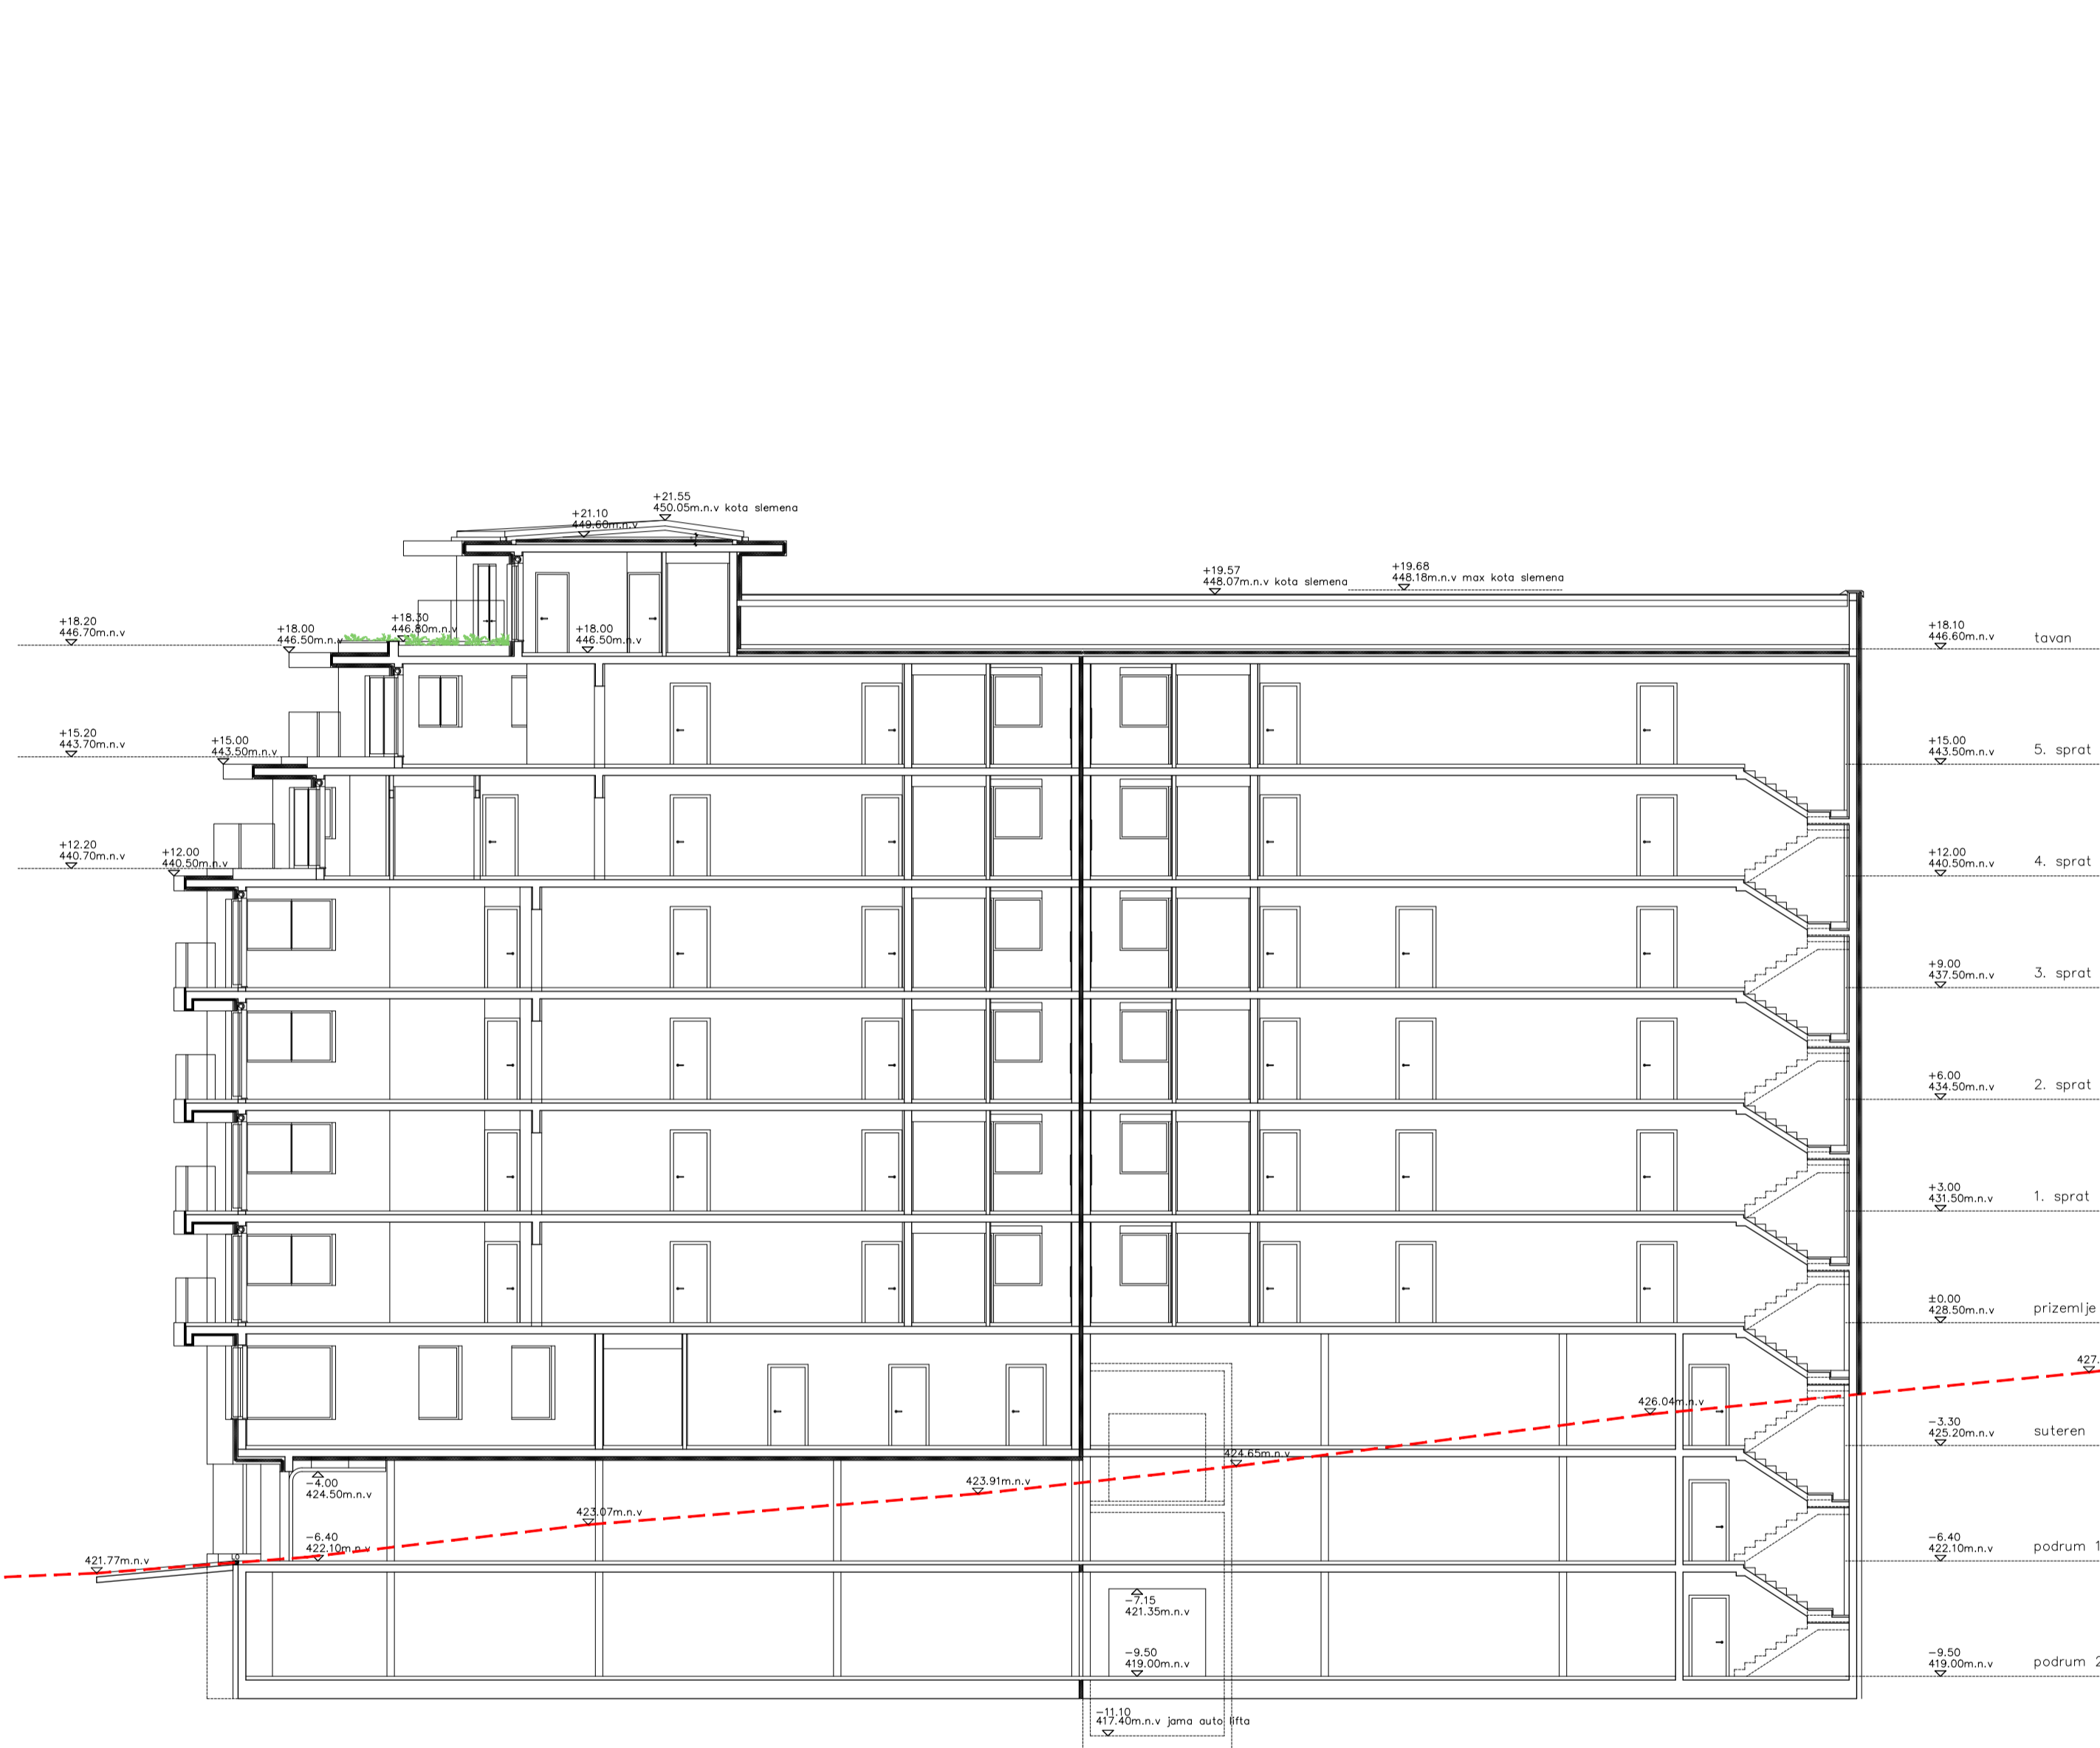 +21.55
450.05m.n.v kota slemena
+21.10
449.60m.n.v
+19.57
448.07m.n.v kota slemena
+19.68
448.18m.n.v max kota slemena
+18.20
446.70m.n.v
+18.00
446.50m.n.v
+18.30
446.80m.n.v
+18.00
446.50m.n.v
+18.10
446.60m.n.v tavan
+15.20
443.70m.n.v
+15.00
443.50m.n.v
+15.00
443.50m.n.v 5. sprat
+12.20
440.70m.n.v
+12.00
440.50m.n.v
+12.00
440.50m.n.v 4. sprat
+9.00
437.50m.n.v 3. sprat
+6.00
434.50m.n.v 2. sprat
+3.00
431.50m.n.v 1. sprat
±0.00
428.50m.n.v prizemlje
427.
426.04m.n.v
-3.30
425.20m.n.v suteren
424.65m.n.v
423.91m.n.v
-4.00
424.50m.n.v
423.07m.n.v
-6.40
422.10m.n.v
-6.40
422.10m.n.v podrum 1
421.77m.n.v
-7.15
421.35m.n.v
-9.50
419.00m.n.v
-9.50
419.00m.n.v podrum 2
-11.10
417.40m.n.v jama auto lifta